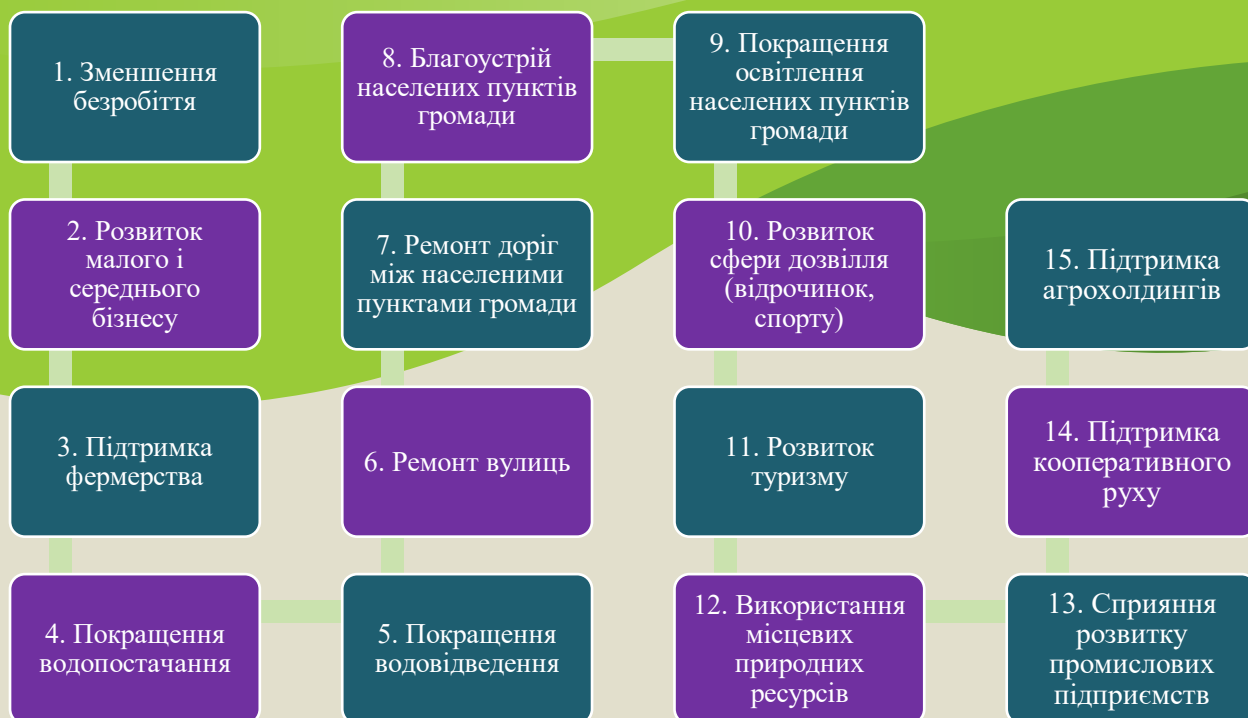 1. Зменшення
безробіття
2. Розвиток
малого і
середнього
бізнесу
3. Підтримка
фермерства
4. Покращення
водопостачання
5. Покращення
водовідведення
6. Ремонт вулиць
7. Ремонт доріг
між населеними
пунктами громади
8. Благоустрій
населених пунктів
громади
9. Покращення
освітлення
населених пунктів
громади
10. Розвиток
сфери дозвілля
(відрочинок,
спорту)
11. Розвиток
туризму
12. Використання
місцевих
природних
ресурсів
13. Сприяння
розвитку
промислових
підприємств
14. Підтримка
кооперативного
руху
15. Підтримка
агрохолдингів